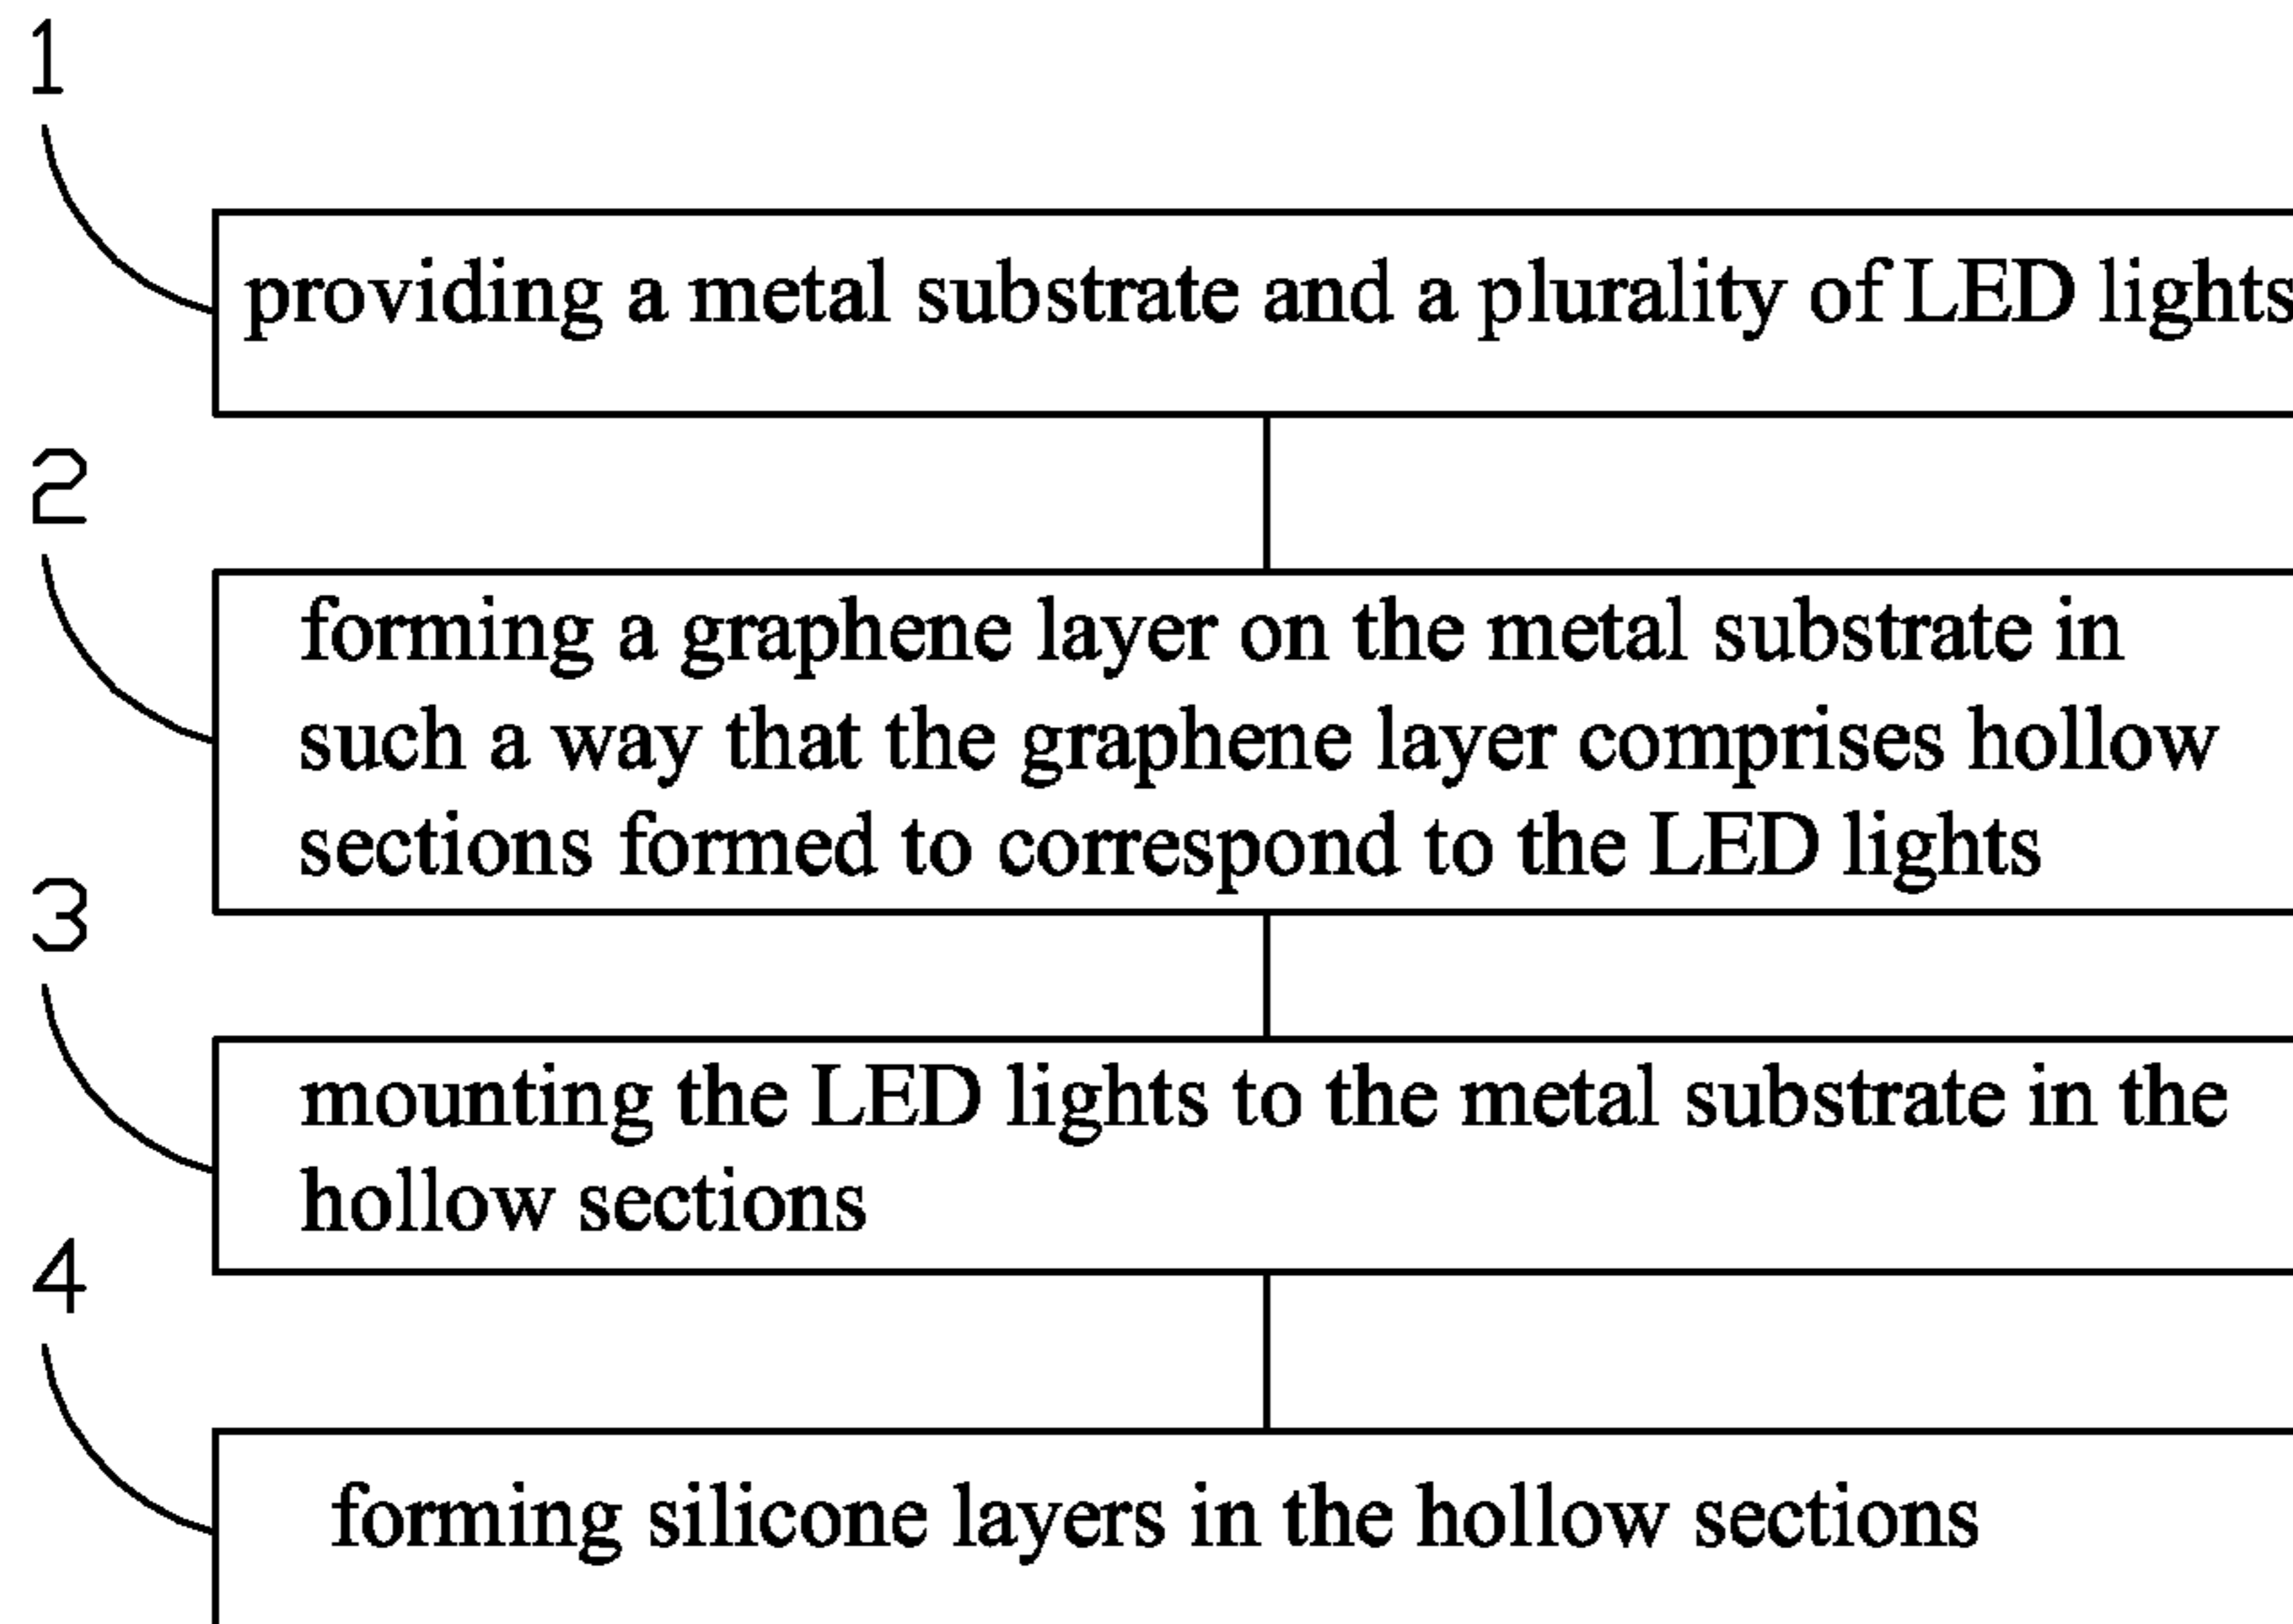 1
providing a metal substrate and a plurality of LED lights
2
forming a graphene layer on the metal substrate in
such a way that the graphene layer comprises hollow
sections formed to correspond to the LED lights
3
mounting the LED lights to the metal substrate in the
hollow sections
4
forming silicone layers in the hollow sections